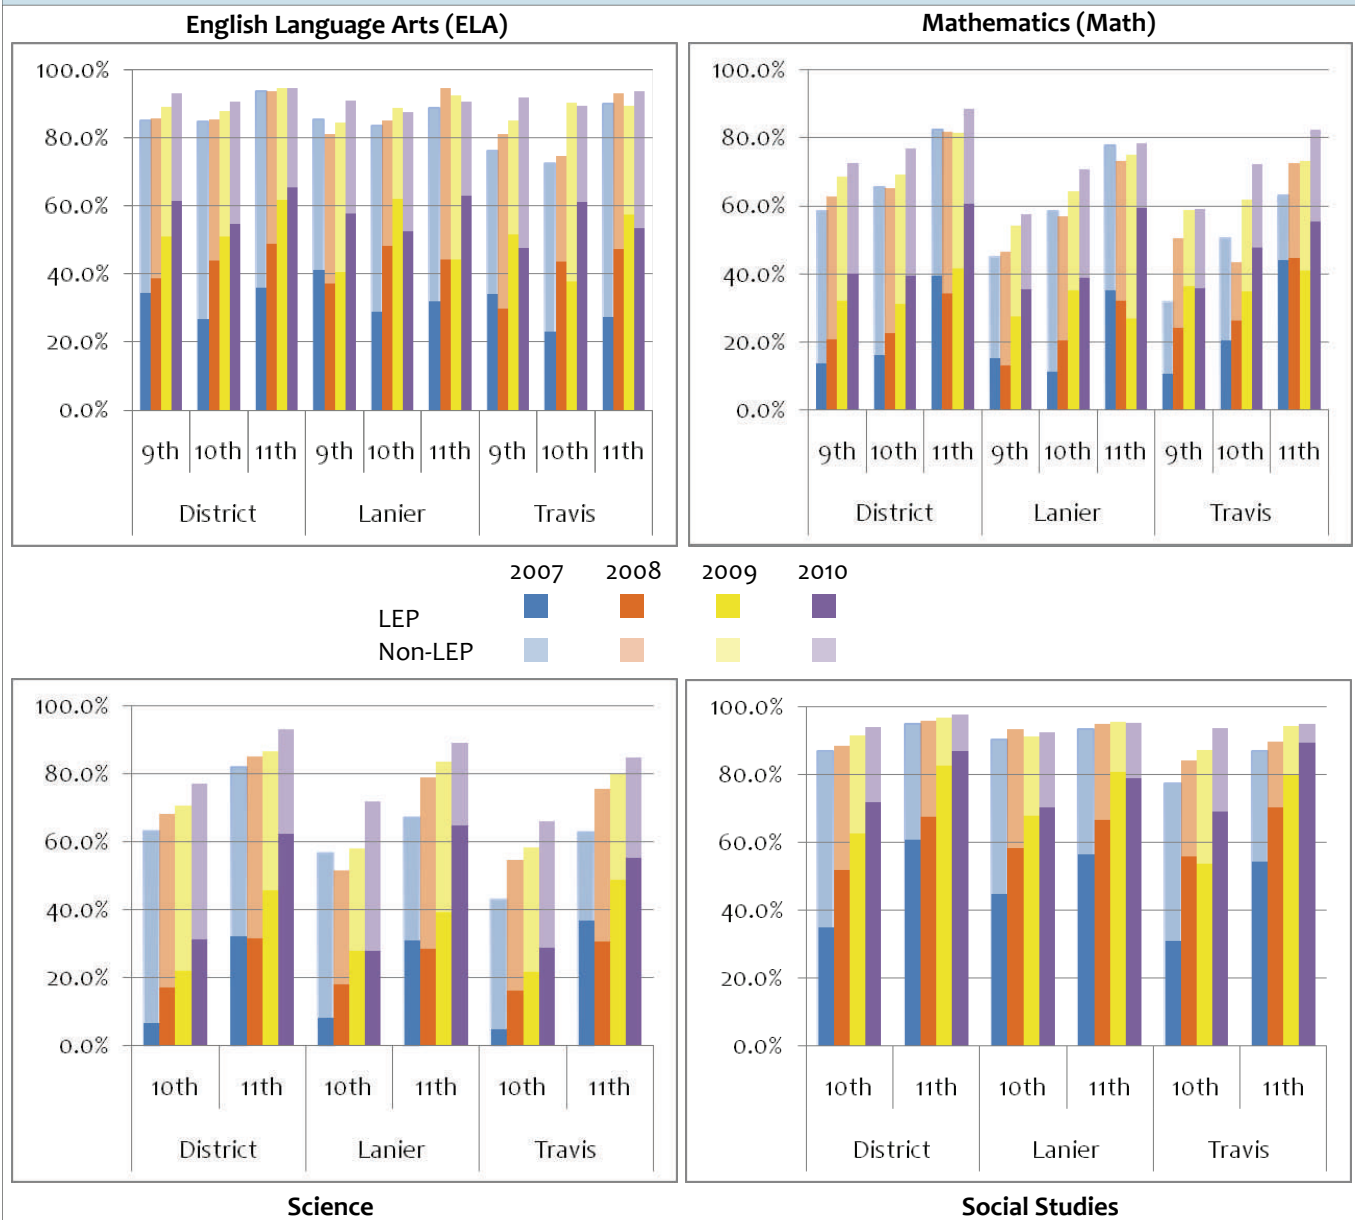 English Language Arts (ELA)
100.0%
80.0%
60.0%
40.0%
20.0%
0.0%
9th 10th 11th 9th 10th 11th 9th 10th 11th
District Lanier Travis
Mathematics (Math)
100.0%
80.0%
60.0%
40.0%
20.0%
0.0%
9th 10th 11th 9th 10th 11th 9th 10th 11th
District Lanier Travis
2007 2008 2009 2010
LEP
Non-LEP
100.0%
80.0%
60.0%
40.0%
20.0%
0.0%
10th 11th 10th 11th 10th 11th
District Lanier Travis
Science
100.0%
80.0%
60.0%
40.0%
20.0%
0.0%
10th 11th 10th 11th 10th 11th
District Lanier Travis
Social Studies